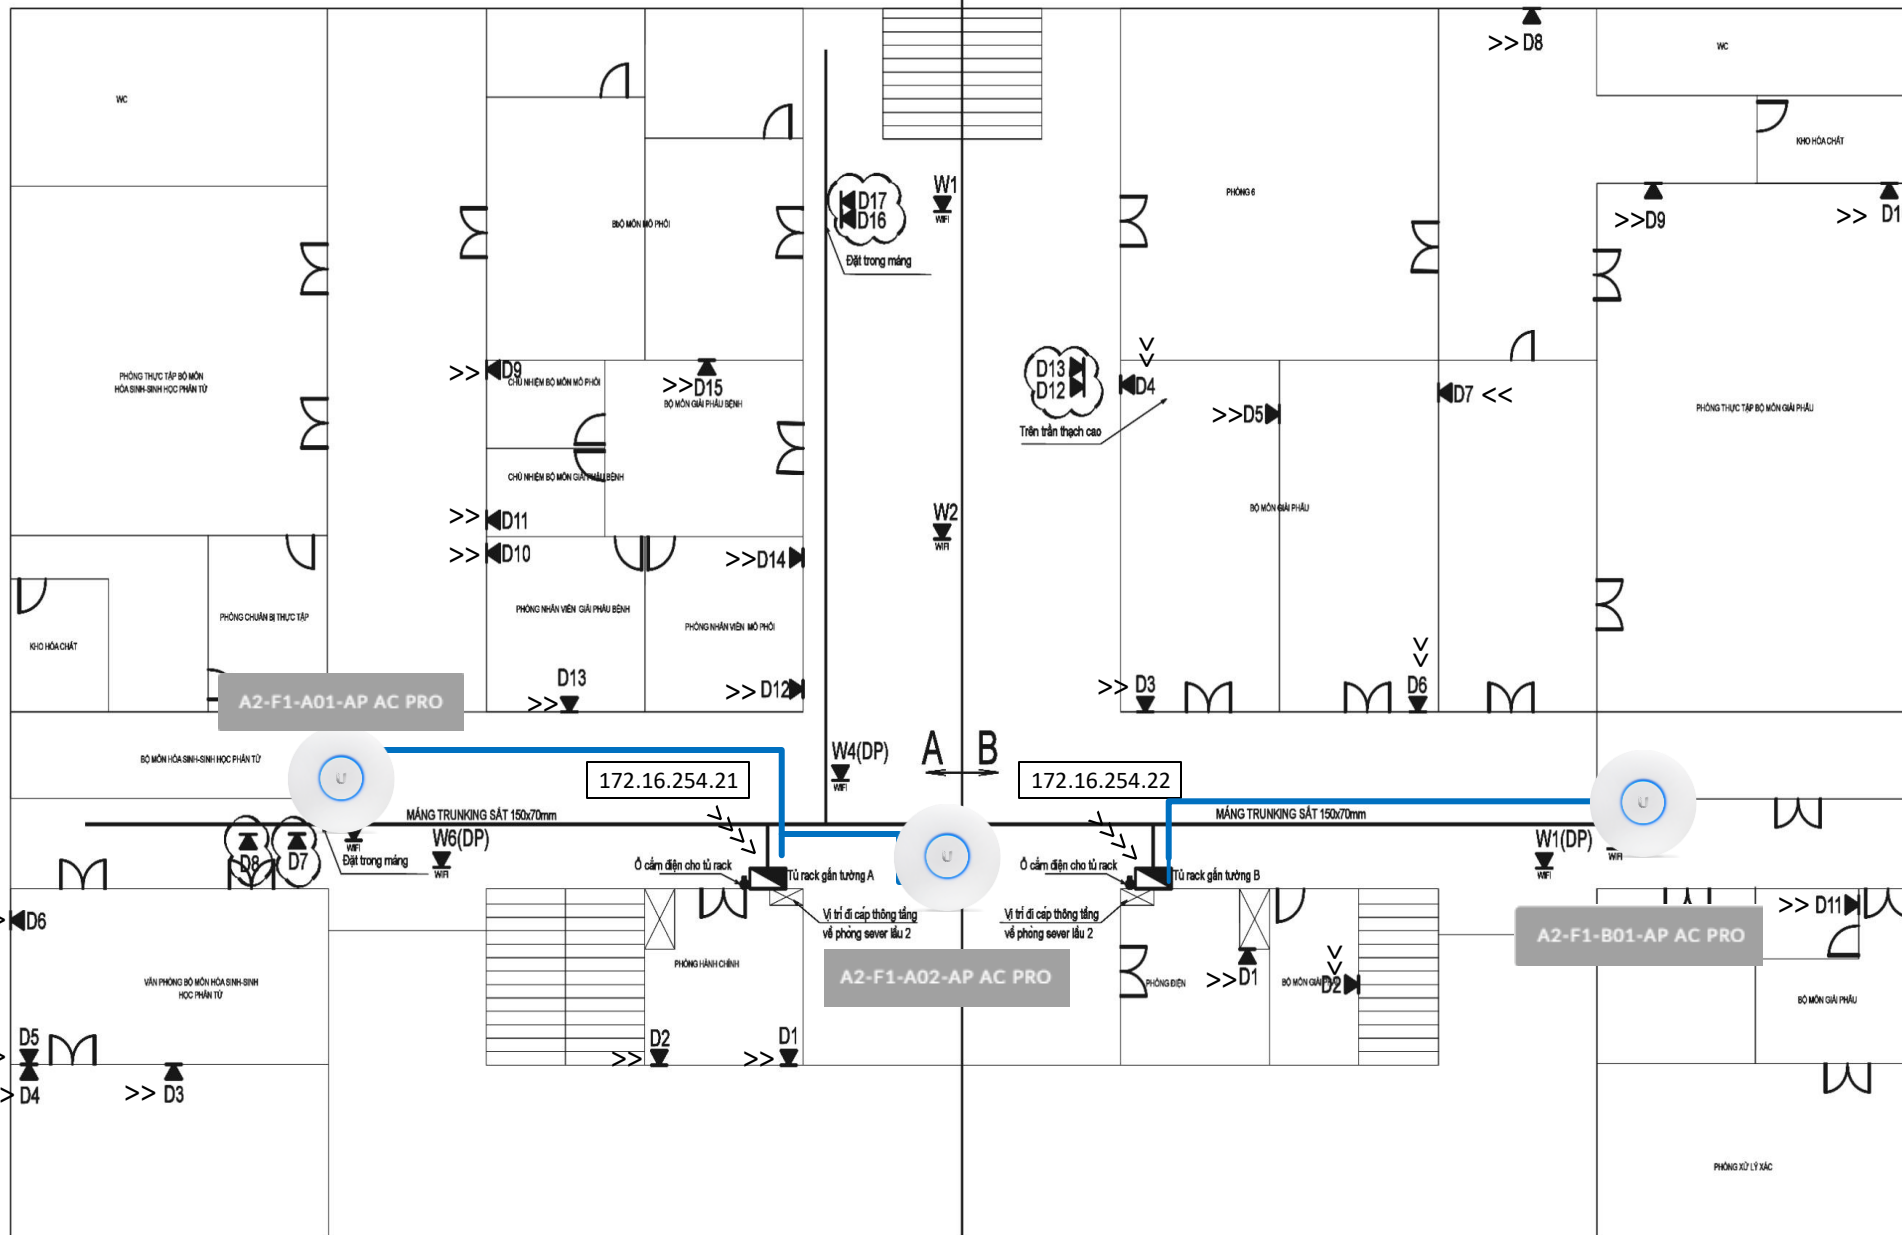 WC
>> D8
WC
KHO HÓA CHẤT
W1
WIFI
D17
D16
Đặt trong máng
PHÒNG 6
>>D9
>> D1
BỘ MÔN MÔ PHÔI
>> D9
CHỦ NHIỆM BỘ MÔN MÔ PHÔI
>>D15
BỘ MÔN GIẢI PHẪU BỆNH
PHÒNG THỰC TẬP BỘ MÔN
HÓA SINH-SINH HỌC PHÂN TỬ
D13
D12
Trên trần thạch cao
>>
D4
>>D5
D7 <<
PHÒNG THỰC TẬP BỘ MÔN GIẢI PHẪU
CHỦ NHIỆM BỘ MÔN GIẢI PHẪU BỆNH
>> D11
>> D10
>>D14
W2
WIFI
BỘ MÔN GIẢI PHẪU
PHÒNG CHUẨN BỊ THỰC TẬP
KHO HÓA CHẤT
PHÒNG NHÂN VIÊN GIẢI PHẪU BỆNH
PHÒNG NHÂN VIÊN MÔ PHÔI
D13
>>
>> D12
>> D3
>>
D6
A2-F1-A01-AP AC PRO
BỘ MÔN HÓA SINH-SINH HỌC PHÂN TỬ
172.16.254.21
W4(DP)
WIFI
A B
172.16.254.22
U
MÁNG TRUNKING SẮT 150x70mm
>>>
MÁNG TRUNKING SẮT 150x70mm
>>>
U
W6(DP)
WIFI
WIFI
W1(DP)
WIFI
WIFI
D8
D7
Đặt trong máng
Ổ cắm điện cho tủ rack
Tủ rack gắn tường A
U
Ổ cắm điện cho tủ rack
Tủ rack gắn tường B
Vị trí đi cáp thông tầng
về phòng sever lầu 2
Vị trí đi cáp thông tầng
về phòng sever lầu 2
> D6
>> D11
A2-F1-B01-AP AC PRO
PHÒNG HÀNH CHÍNH
A2-F1-A02-AP AC PRO
PHÒNG ĐIỆN
>>D1
>>
D2
VĂN PHÒNG BỘ MÔN HÓA SINH-SINH
HỌC PHÂN TỬ
BỘ MÔN GIẢI PHẪU
D5
>
> D4
>> D3
D2
>>
D1
>>
PHÒNG XỬ LÝ XÁC